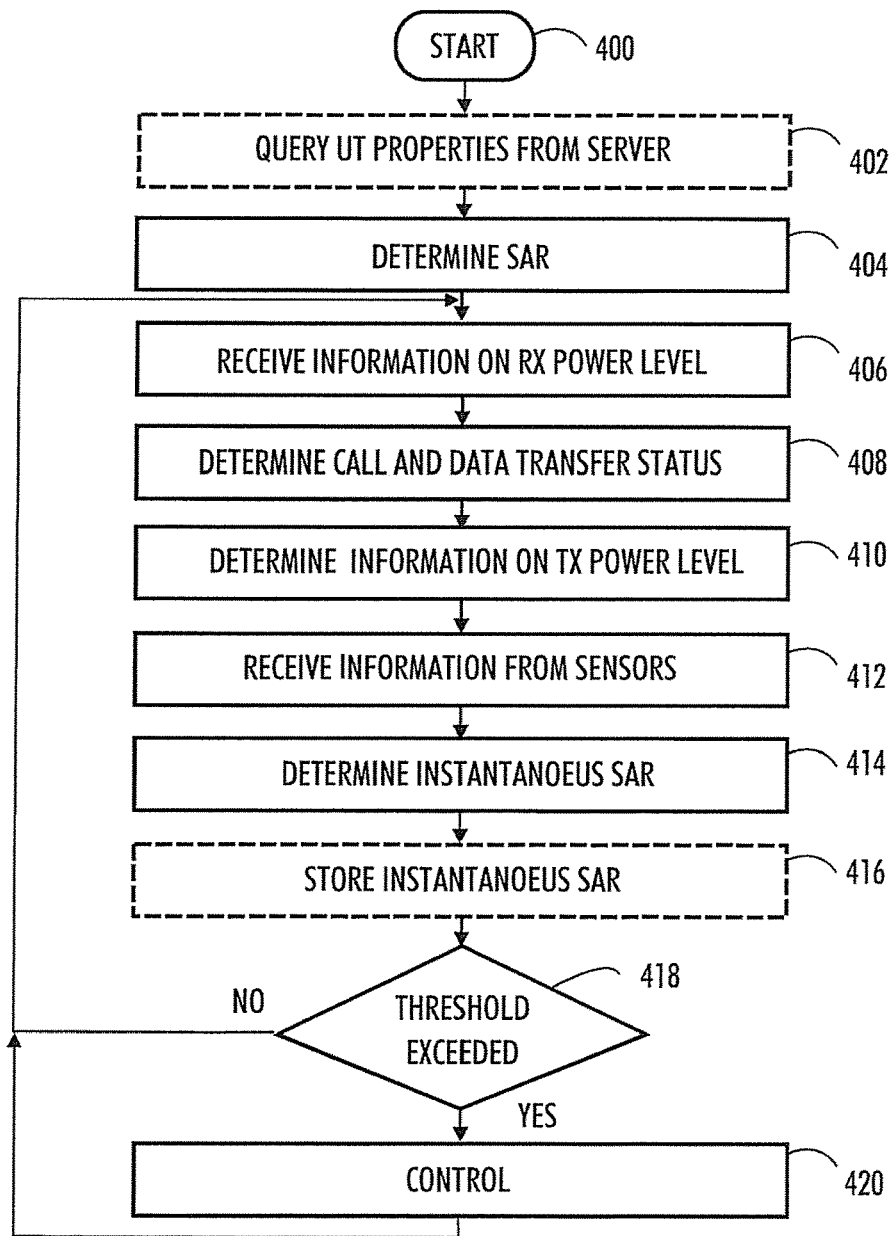 START
400
QUERY UT PROPERTIES FROM SERVER
402
DETERMINE SAR
404
RECEIVE INFORMATION ON RX POWER LEVEL
406
DETERMINE CALL AND DATA TRANSFER STATUS
408
DETERMINE INFORMATION ON TX POWER LEVEL
410
RECEIVE INFORMATION FROM SENSORS
412
DETERMINE INSTANTANOEUS SAR
414
STORE INSTANTANOEUS SAR
416
418
NO
THRESHOLD
EXCEEDED
YES
CONTROL
420